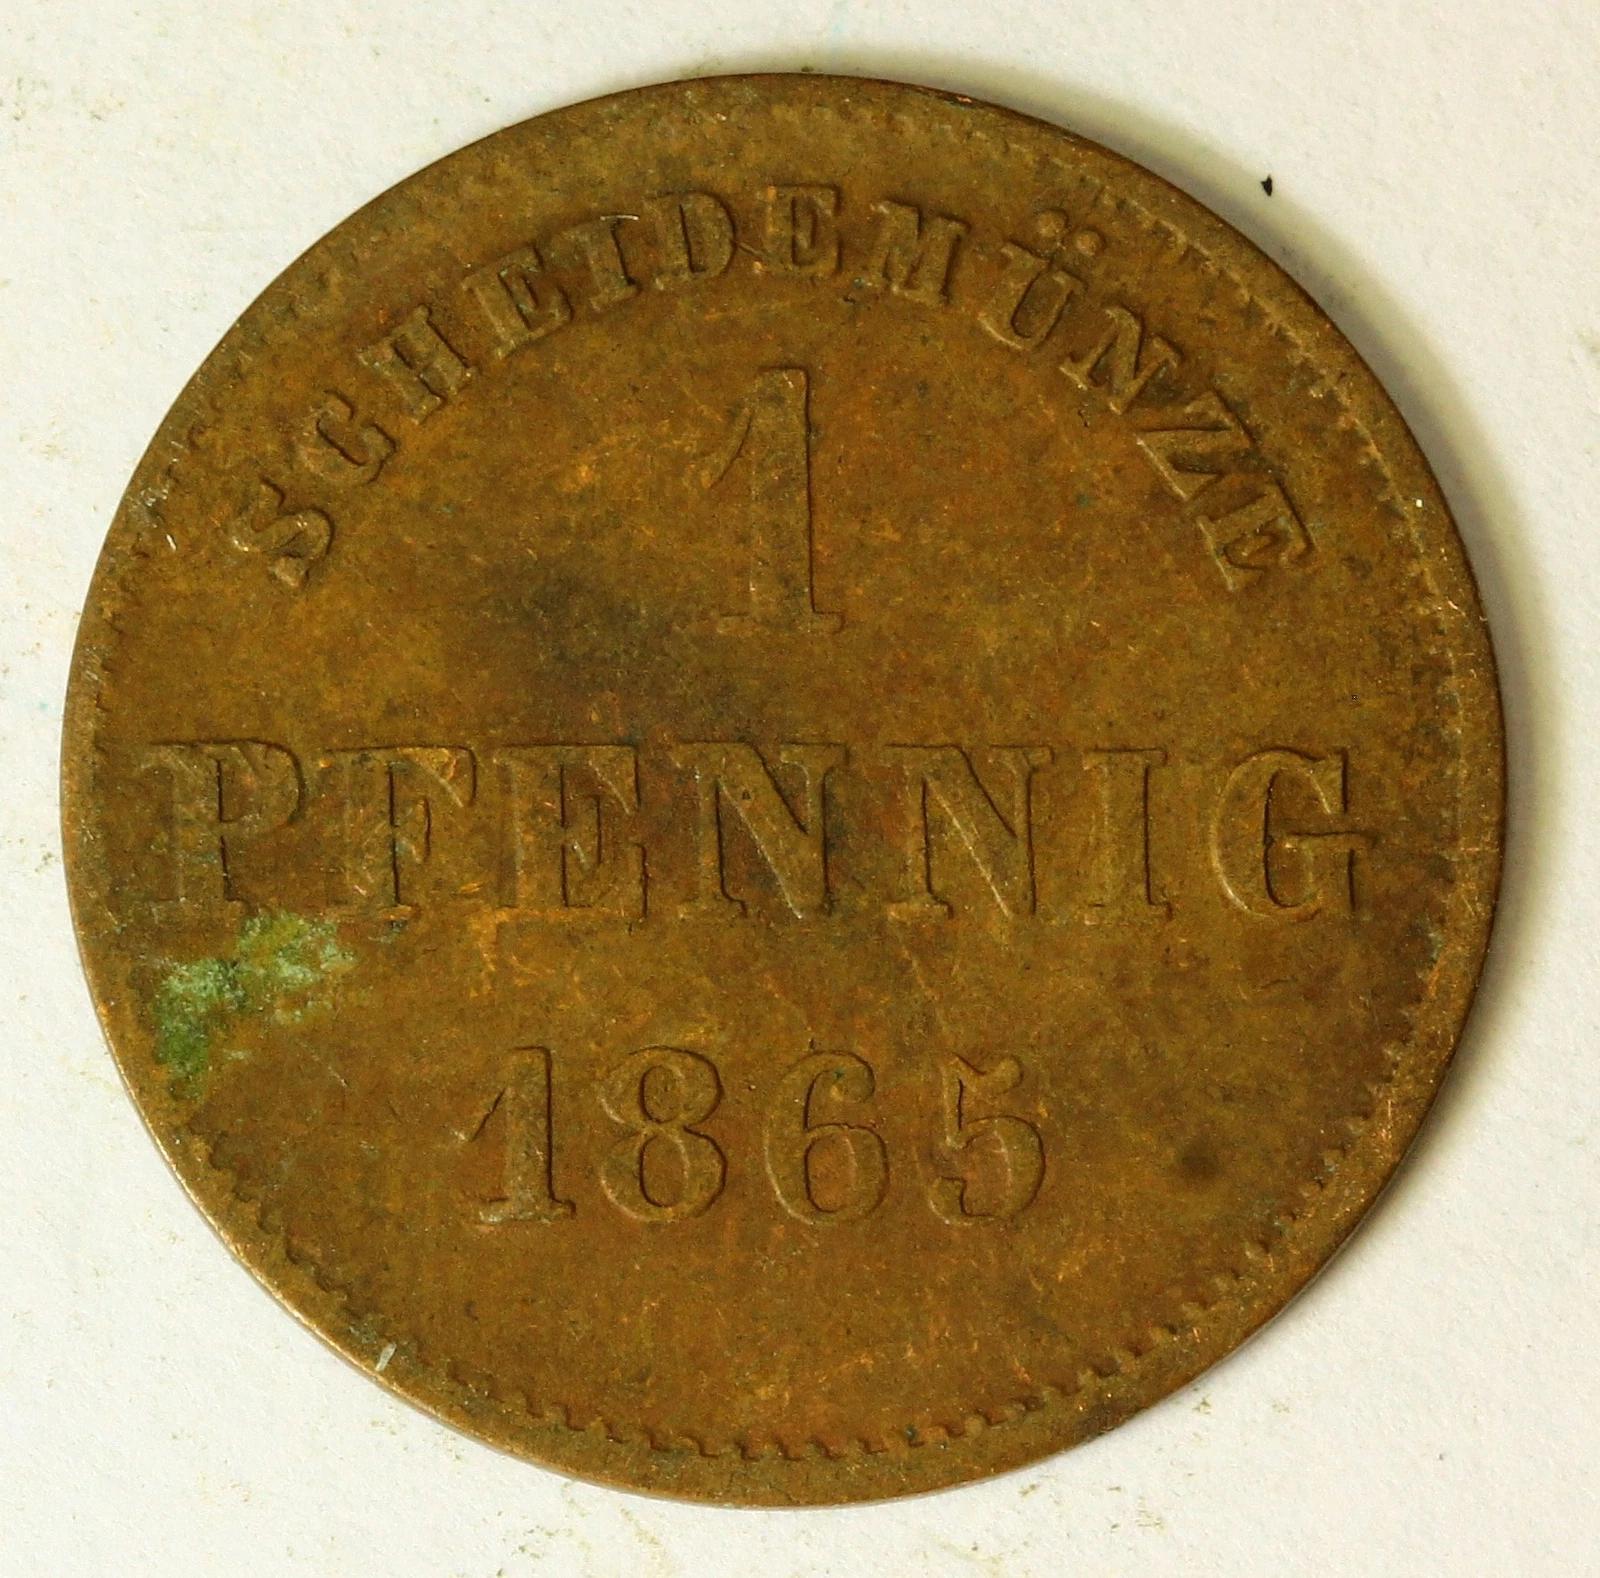 SCHEIDEMÜNZE
1
PFENNIG
1865